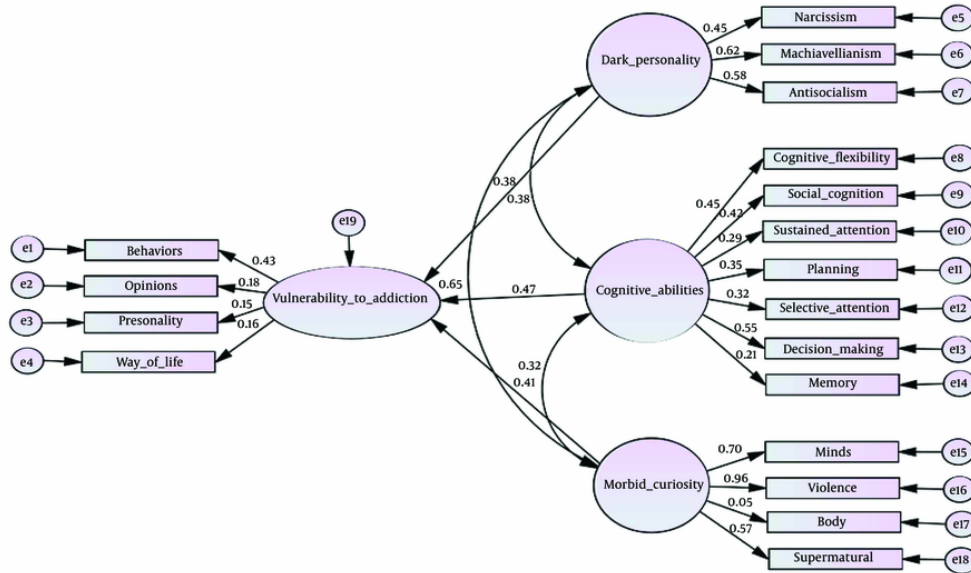 Narcissism
e5
0.45
Dark_personality
0.62
Machiavellianism
e6
0.58
Antisocialism
e7
Cognitive_flexibility
e8
0.38
0.38
0.45
Social_cognition
e9
0.42
e19
Sustained_attention
e10
0.29
e1
Behaviors
0.43
0.35
Planning
e11
e2
Opinions
0.18
Vulnerability_to_addiction
0.65
0.47
Cognitive_abilities
0.32
Selective_attention
e12
e3
Presonality
0.15
0.16
0.55
Decision_making
e13
e4
Way_of_life
0.32
0.41
0.21
Memory
e14
0.70
Minds
e15
Morbid_curiosity
0.96
Violence
e16
0.05
Body
e17
0.57
Supermatural
e18